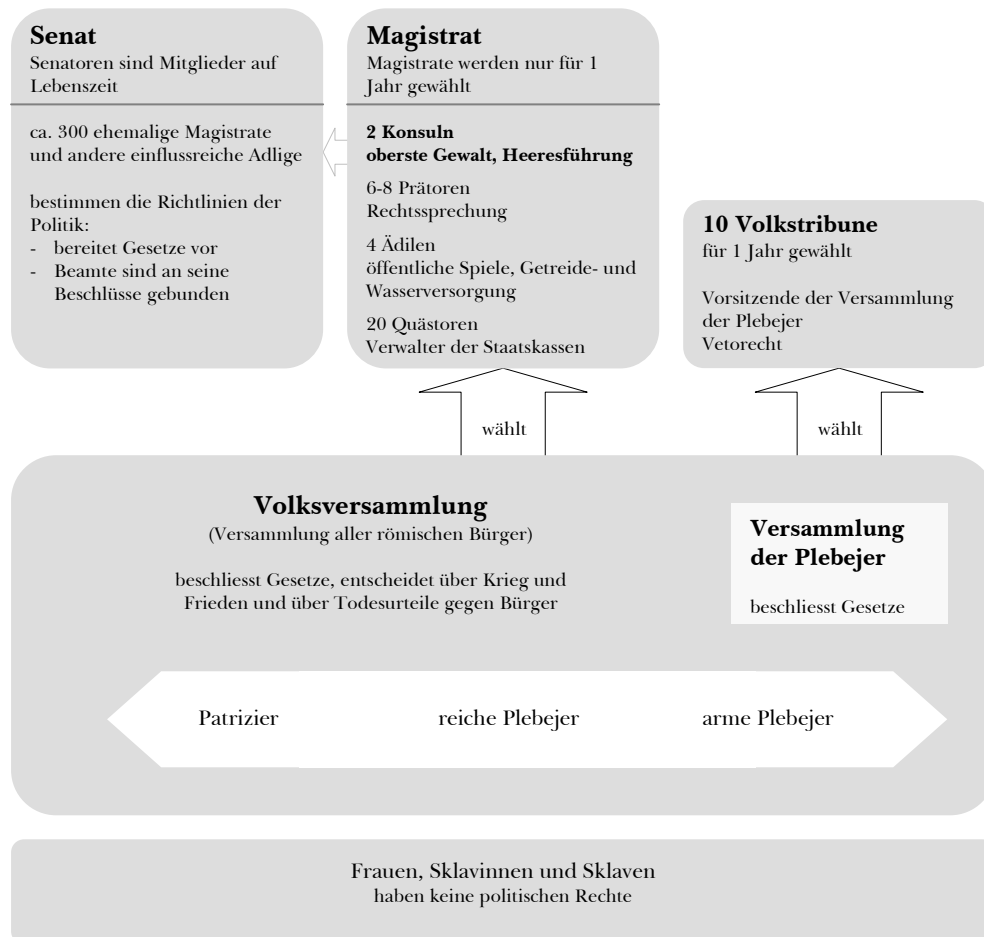 Senat
Senatoren sind Mitglieder auf
Lebenszeit
ca. 300 ehemalige Magistrate
und andere einflussreiche Adlige
bestimmen die Richtlinien der
Politik:
- bereitet Gesetze vor
- Beamte sind an seine
Beschlüsse gebunden
Magistrat
Magistrate werden nur für 1
Jahr gewählt
2 Konsuln
oberste Gewalt, Heeresführung
6-8 Prätoren
Rechtssprechung
4 Ädilen
öffentliche Spiele, Getreide- und
Wasserversorgung
20 Quästoren
Verwalter der Staatskassen
10 Volkstribune
für 1 Jahr gewählt
Vorsitzende der Versammlung
der Plebejer
Vetorecht
wählt
wählt
Volksversammlung
(Versammlung aller römischen Bürger)
beschliesst Gesetze, entscheidet über Krieg und
Frieden und über Todesurteile gegen Bürger
Versammlung
der Plebejer
beschliesst Gesetze
Patrizier
reiche Plebejer
arme Plebejer
Frauen, Sklavinnen und Sklaven
haben keine politischen Rechte